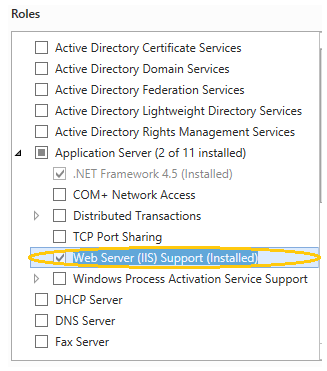 Roles
Active Directory Certificate Services
Active Directory Domain Services
Active Directory Federation Services
Active Directory Lightweight Directory Services
Active Directory Rights Management Services
Application Server (2 of 11 installed)
.NET Framework 4.5 (Installed)
COM+ Network Access
Distributed Transactions
TCP Port Sharing
Web Server (IIS) Support (Installed)
Windows Process Activation Service Support
DHCP Server
DNS Server
Fax Server